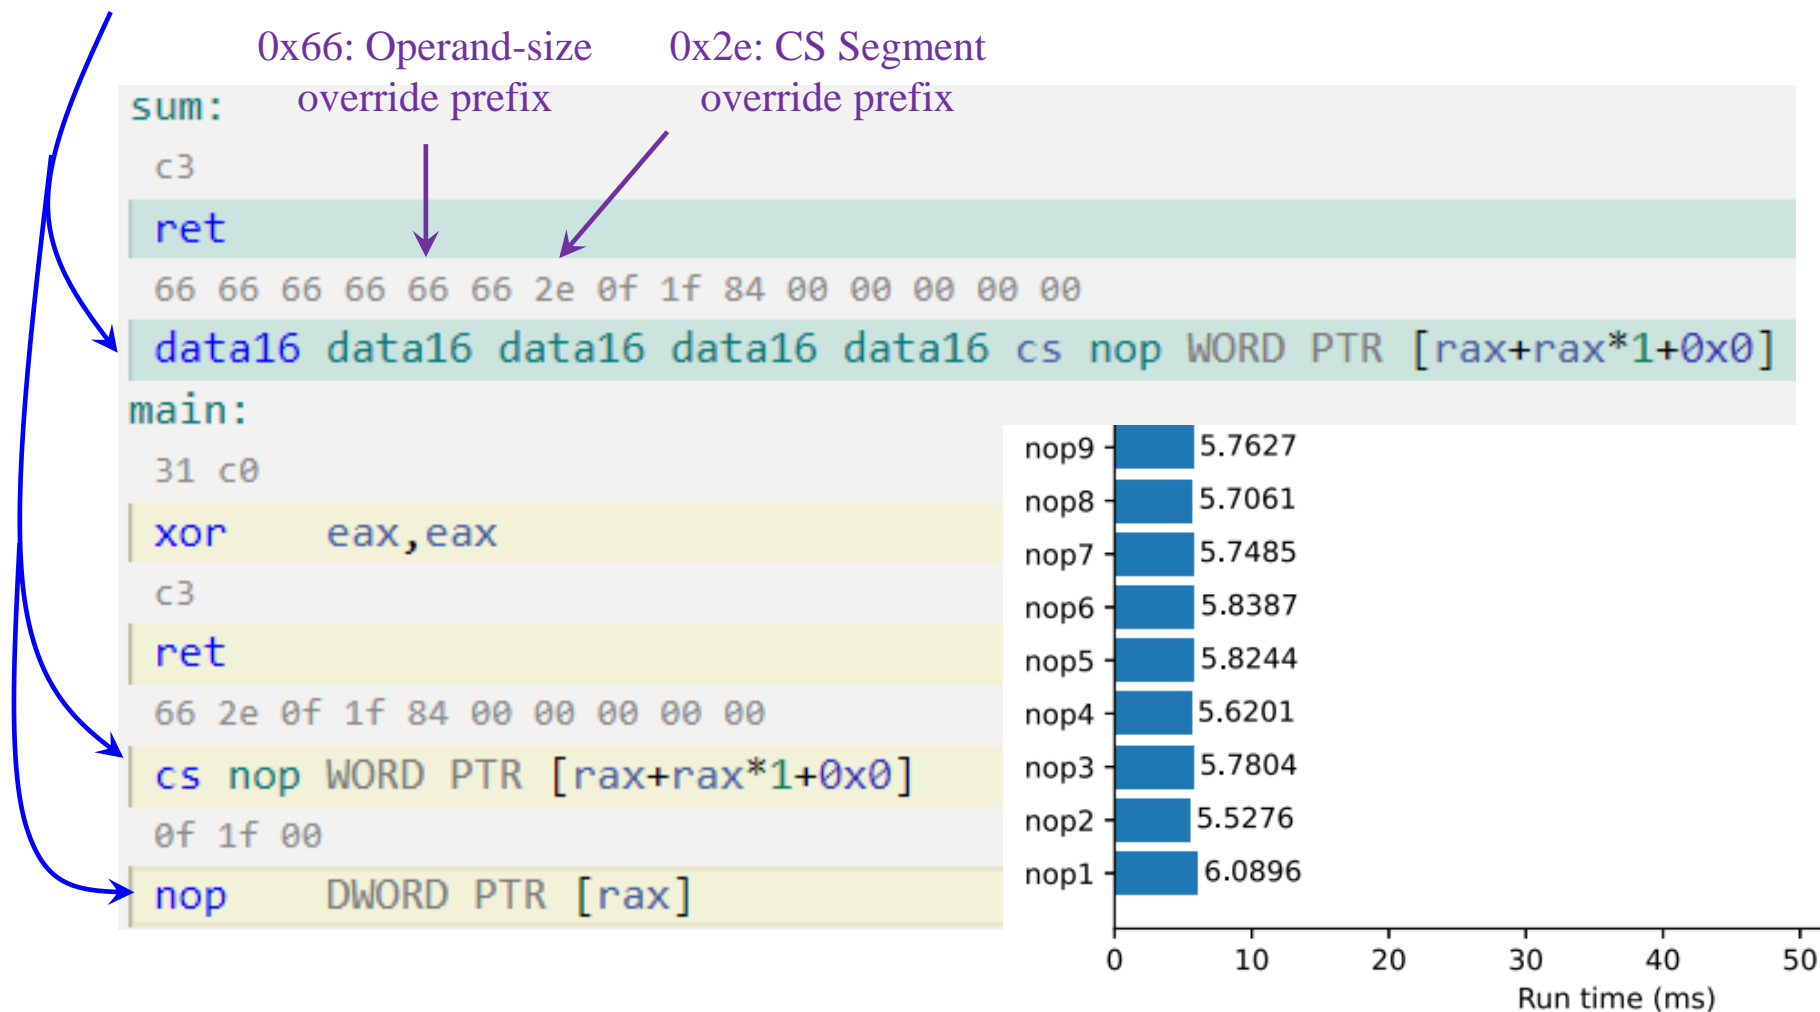 0x66: Operand-size
override prefix
0x2e: CS Segment
override prefix
sum:
c3
ret
66 66 66 66 66 66 2e 0f 1f 84 00 00 00 00 00
data16 data16 data16 data16 data16 cs nop WORD PTR [rax+rax*1+0x0]
main:
31 c0
xor eax,eax
c3
ret
66 2e 0f 1f 84 00 00 00 00 00
cs nop WORD PTR [rax+rax*1+0x0]
0f 1f 00
nop DWORD PTR [rax]
nop9 5.7627
nop8 5.7061
nop7 5.7485
nop6 5.8387
nop5 5.8244
nop4 5.6201
nop3 5.7804
nop2 5.5276
nop1 6.0896
0 10 20 30 40 50
Run time (ms)